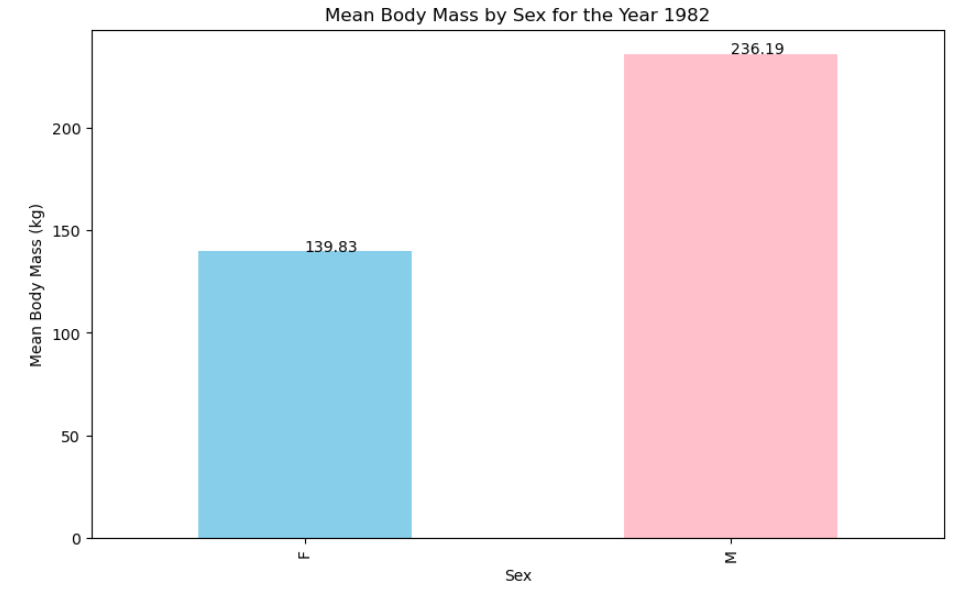 Mean Body Mass by Sex for the Year 1982
236.19
200
150
139.83
100
50
0
Mean Body Mass (kg)
F
M
Sex